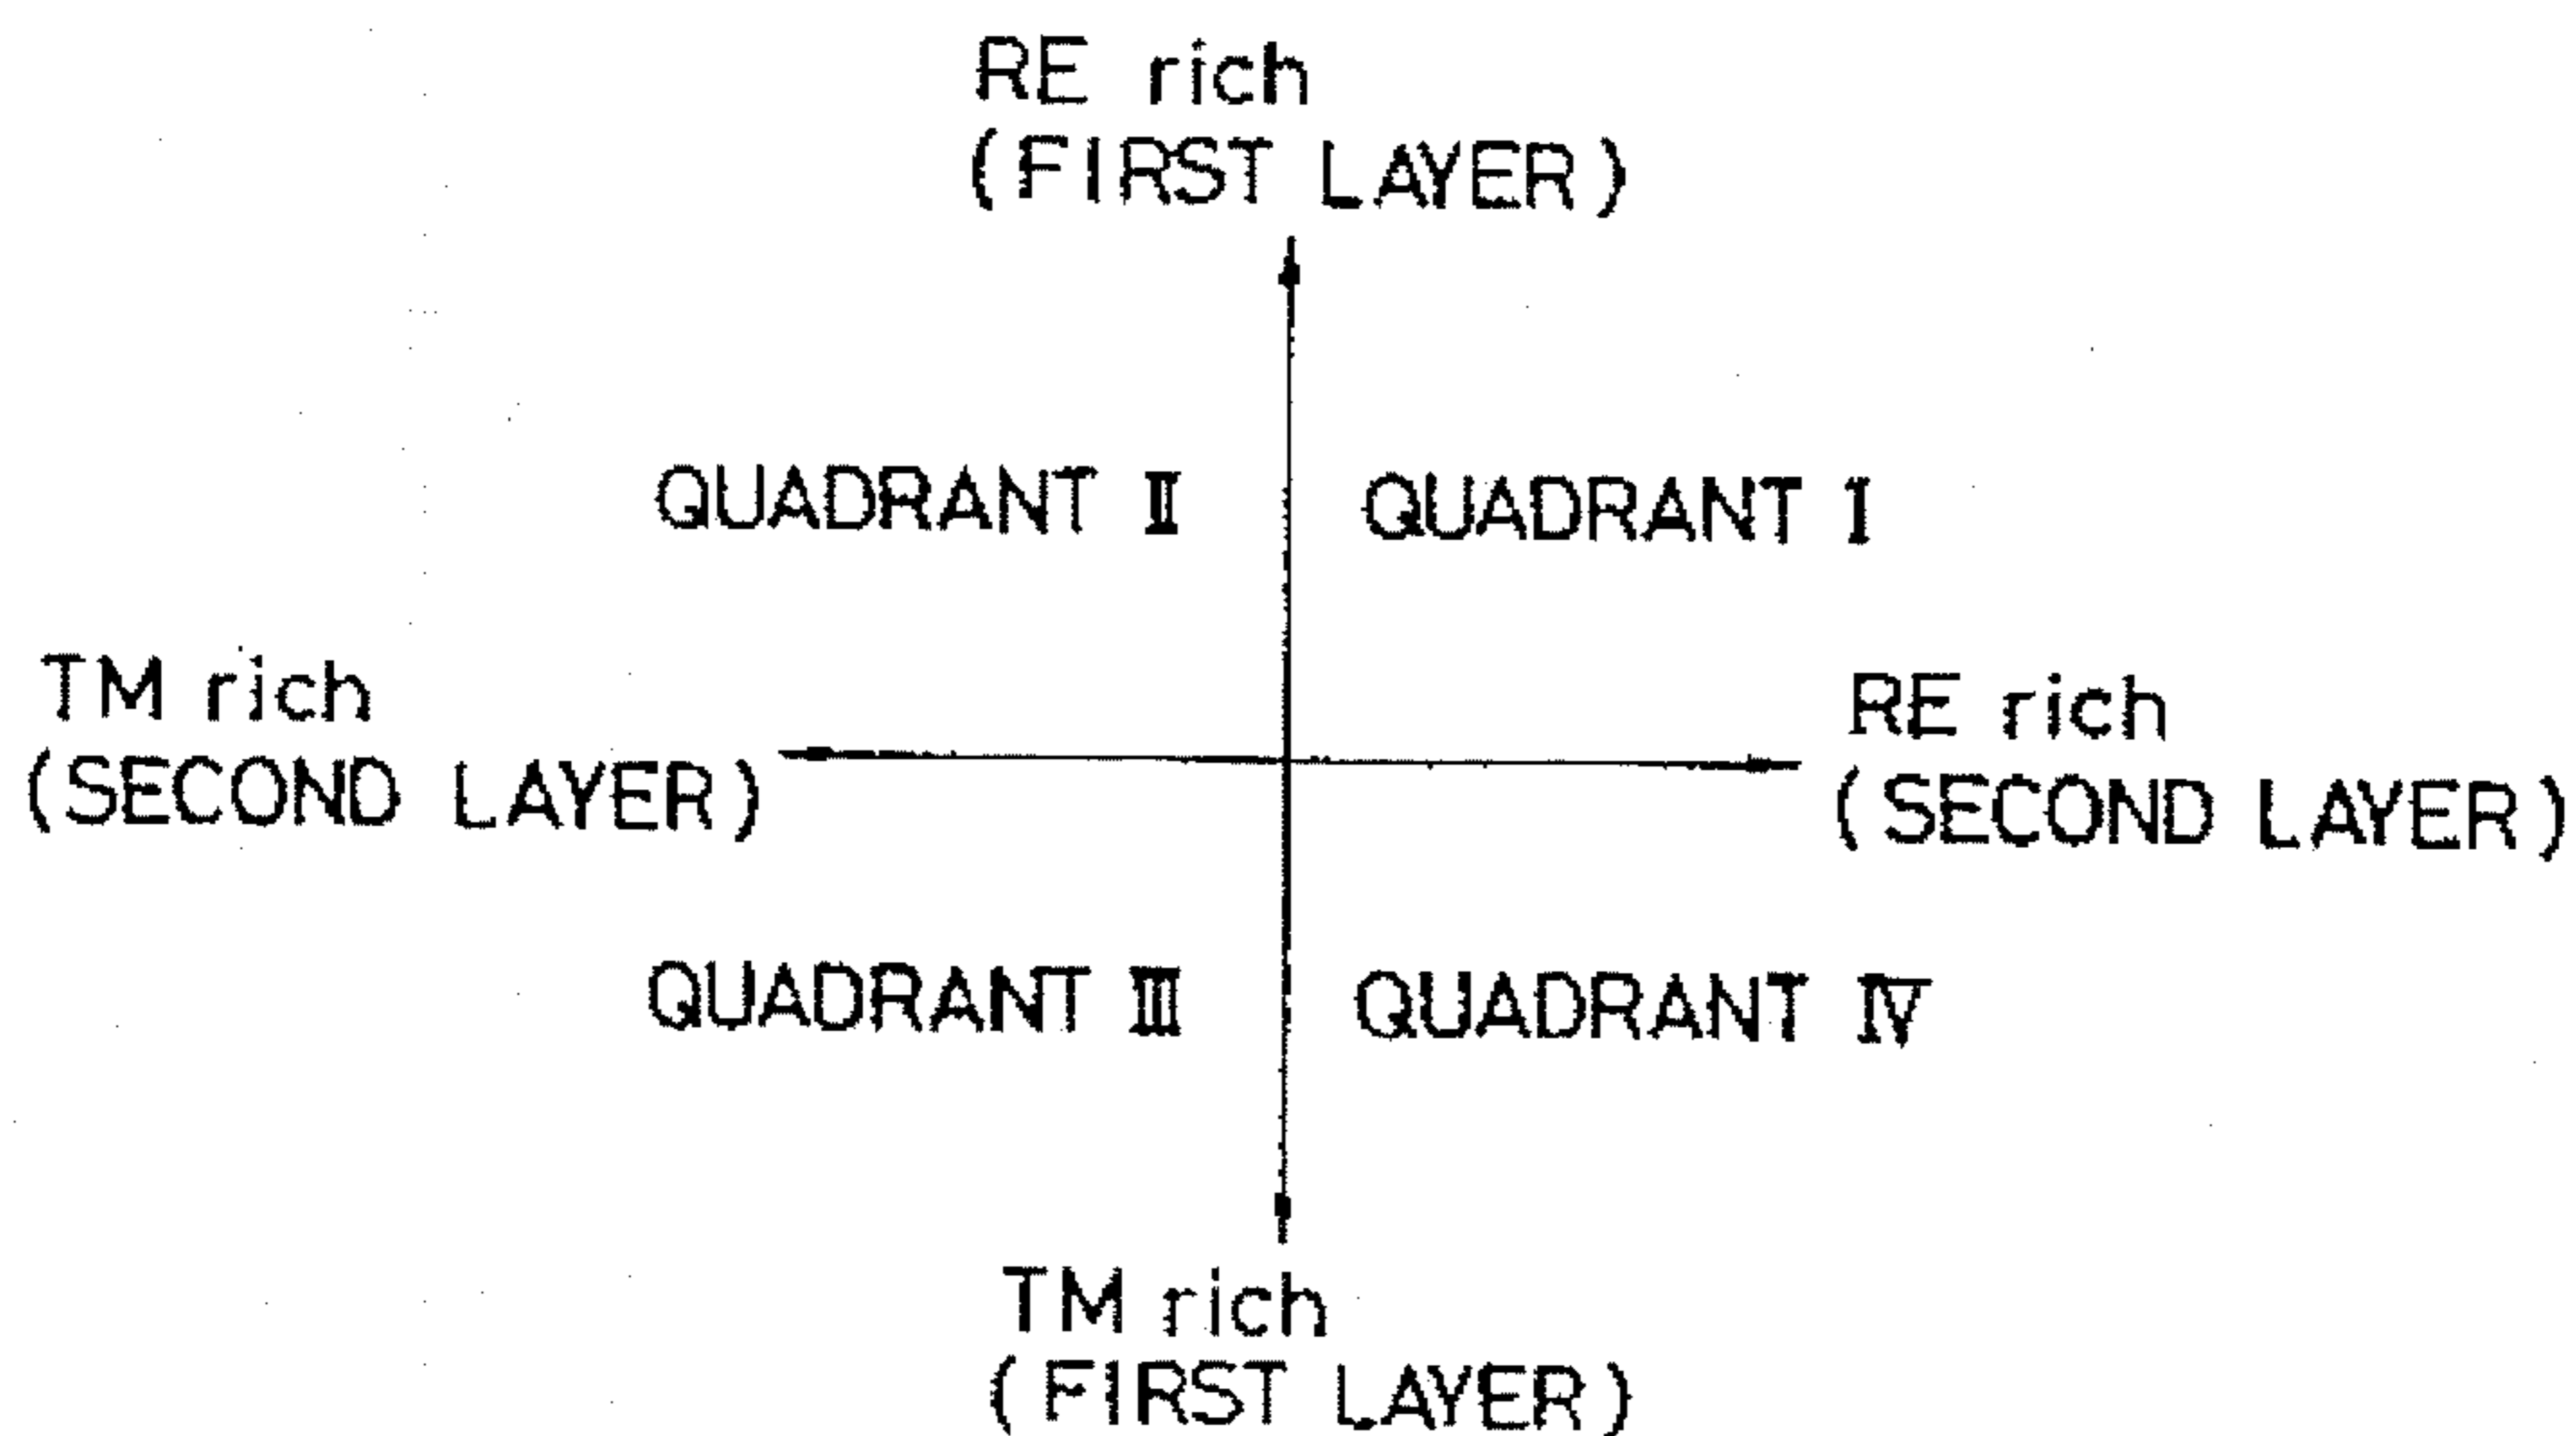 RE rich
(FIRST LAYER)
QUADRANT II
QUADRANT I
TM rich
(SECOND LAYER)
RE rich
(SECOND LAYER)
QUADRANT III
QUADRANT IV
TM rich
(FIRST LAYER)